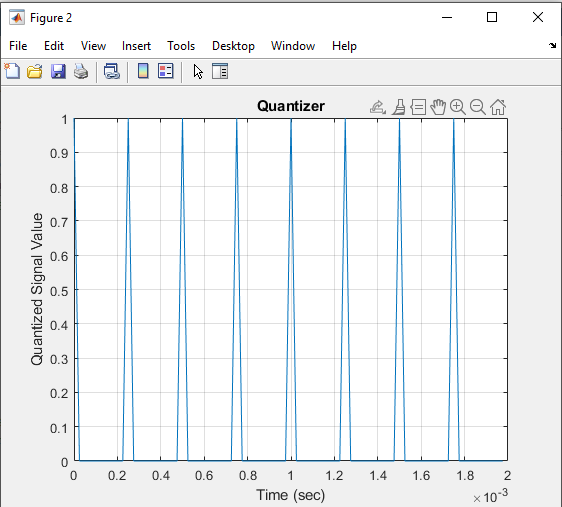 Figure 2
File Edit View Insert Tools Desktop Window Help
Quantizer
1
0.9
0.8
0.7
0.6
0.5
0.4
0.3
0.2
0.1
0
Quantized Signal Value
0 0.2 0.4 0.6 0.8 1 1.2 1.4 1.6 1.8 2
Time (sec)
×10⁻³